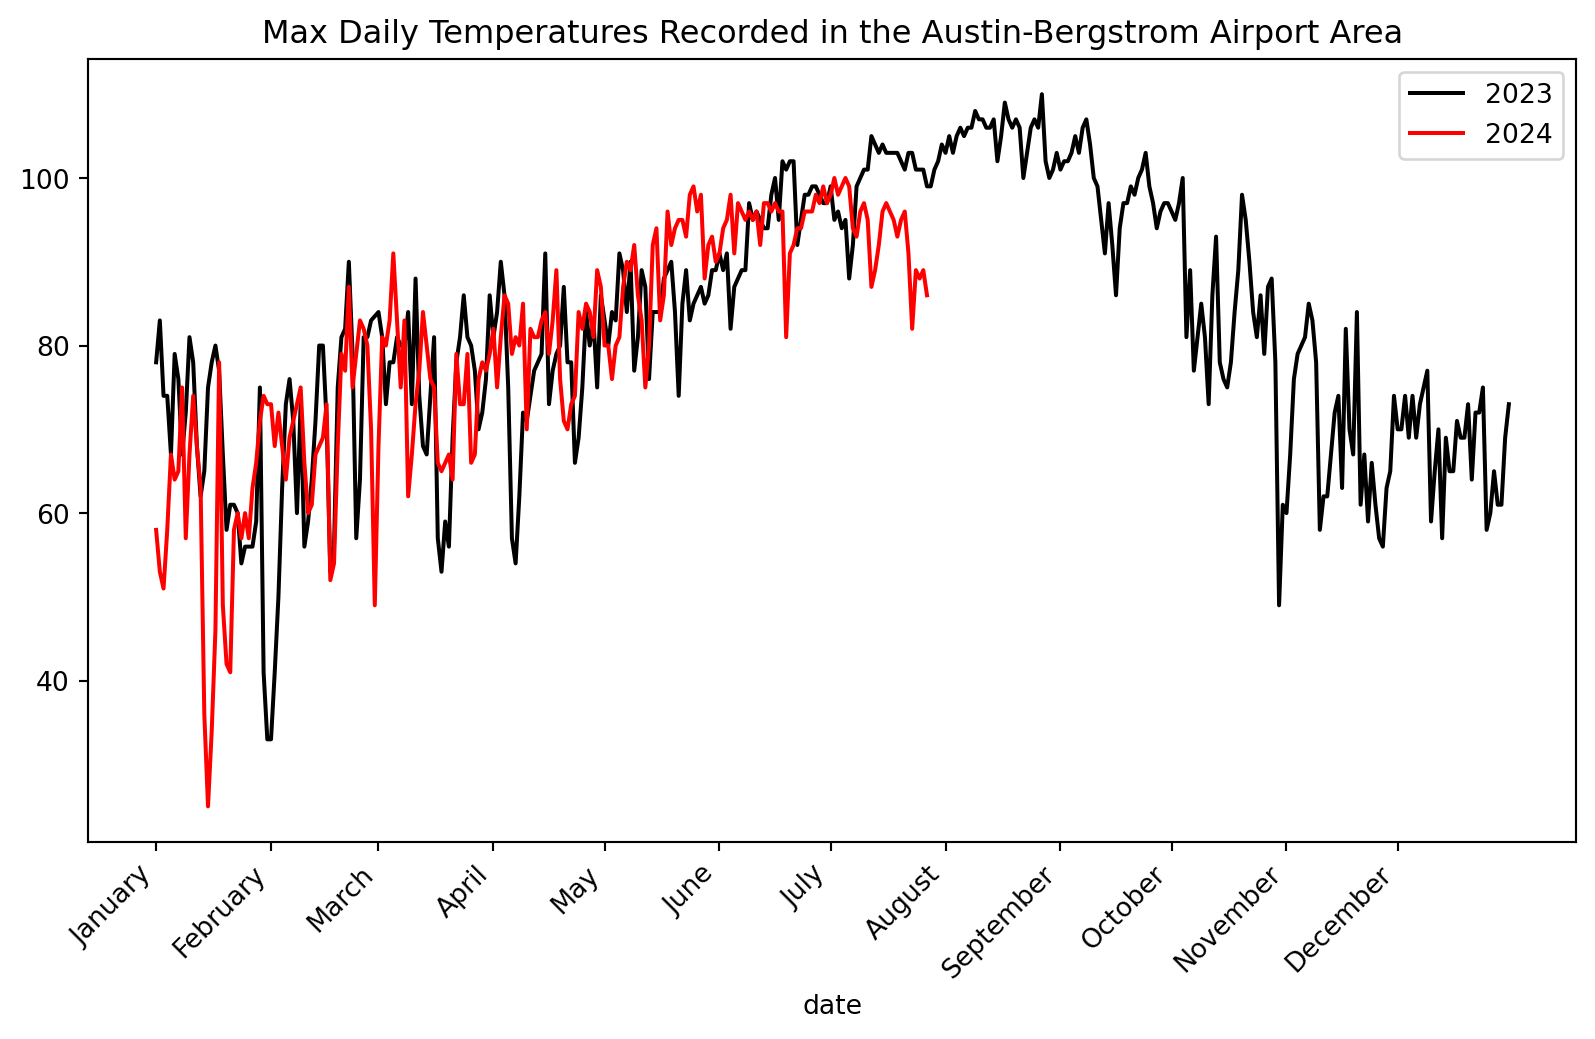 Max Daily Temperatures Recorded in the Austin-Bergstrom Airport Area
2023
2024
100
80
60
40
January
February
March
April
May
June
July
August
September
October
November
December
date